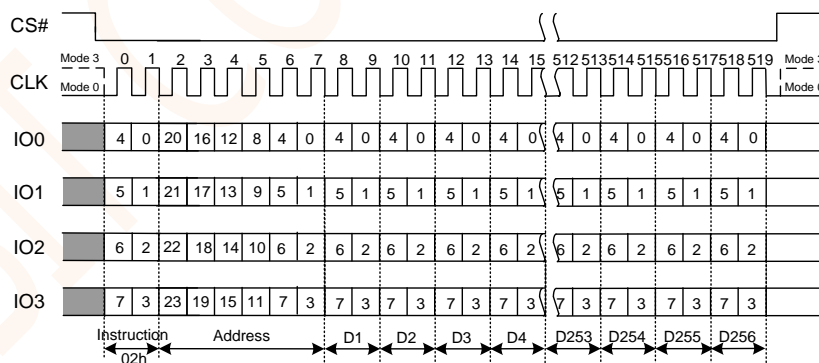 CS#
Mode 3 0 1 2 3 4 5 6 7 8 9 10 11 12 13 14 15 512 513 514 515 516 517 518 519 Mode 3
CLK
Mode 0 Mode 0
IO0 4 0 20 16 12 8 4 0 4 0 4 0 4 0 4 0 4 0 4 0 4 0 4 0
IO1 5 1 21 17 13 9 5 1 5 1 5 1 5 1 5 1 5 1 5 1 5 1 5 1
IO2 6 2 22 18 14 10 6 2 6 2 6 2 6 2 6 2 6 2 6 2 6 2 6 2
IO3 7 3 23 19 15 11 7 3 7 3 7 3 7 3 7 3 7 3 7 3 7 3 7 3
Instruction Address D1 D2 D3 D4 D253 D254 D255 D256
02h